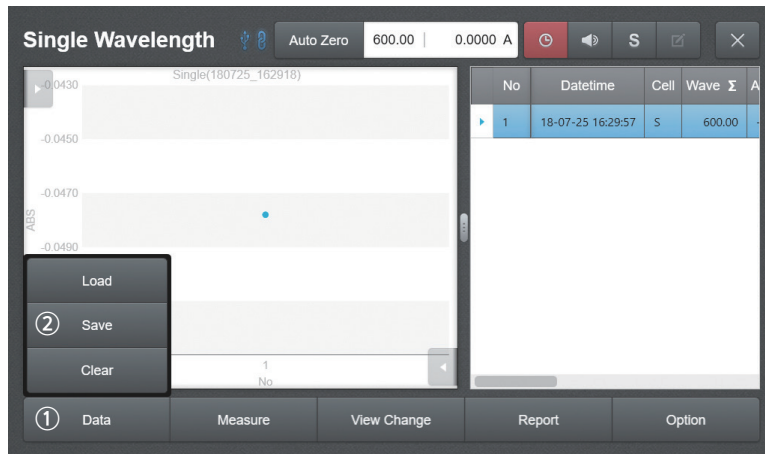 Single Wavelength Auto Zero 600.00 0.0000 A S
Single(180725_162918)
-0.0430
-0.0450
-0.0470
-0.0490
ABS
1
No
No Datetime Cell Wave Σ A
1 18-07-25 16:29:57 S 600.00 -
Load
② Save
Clear
① Data Measure View Change Report Option